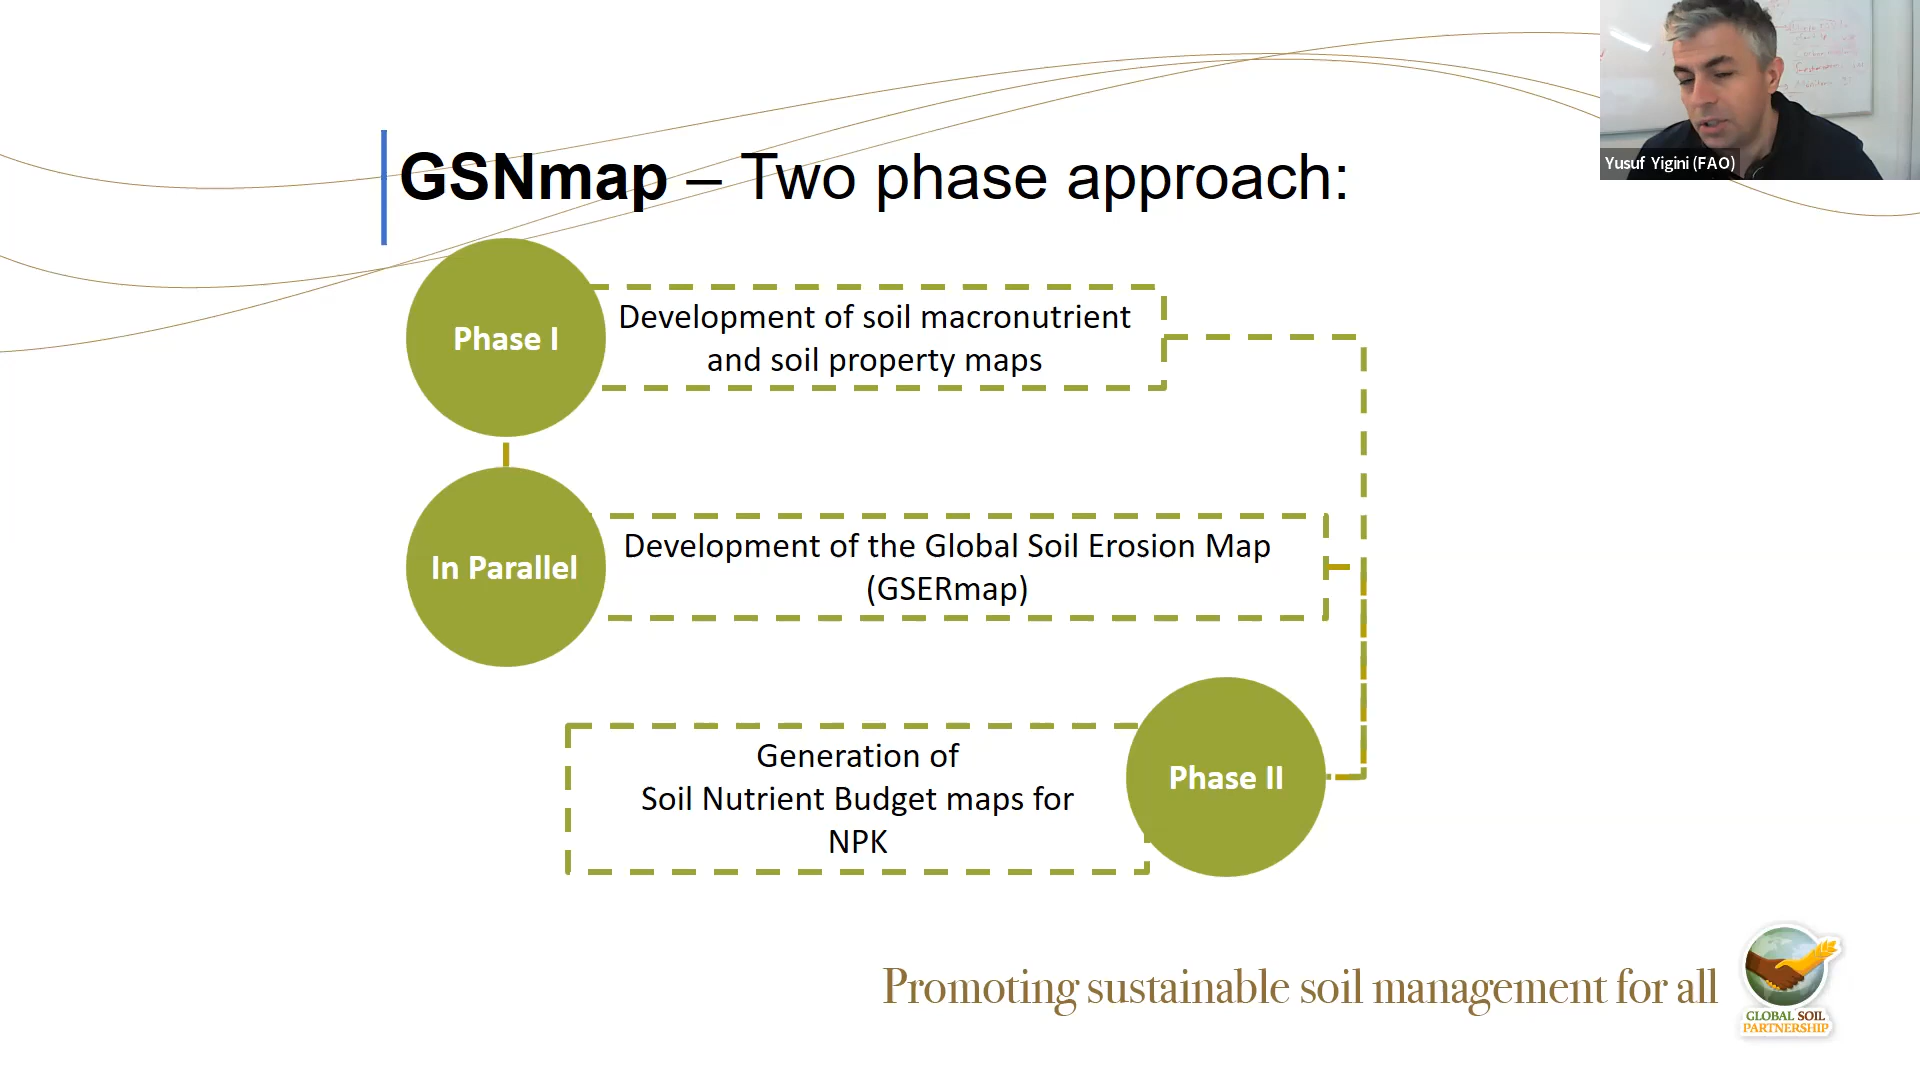 GSNmap – Two phase approach:
Yusuf Yigini (FAO)
Phase I
Development of soil macronutrient
and soil property maps
In Parallel
Development of the Global Soil Erosion Map
(GSERmap)
Generation of
Soil Nutrient Budget maps for
NPK
Phase II
Promoting sustainable soil management for all
GLOBAL SOIL
PARTNERSHIP